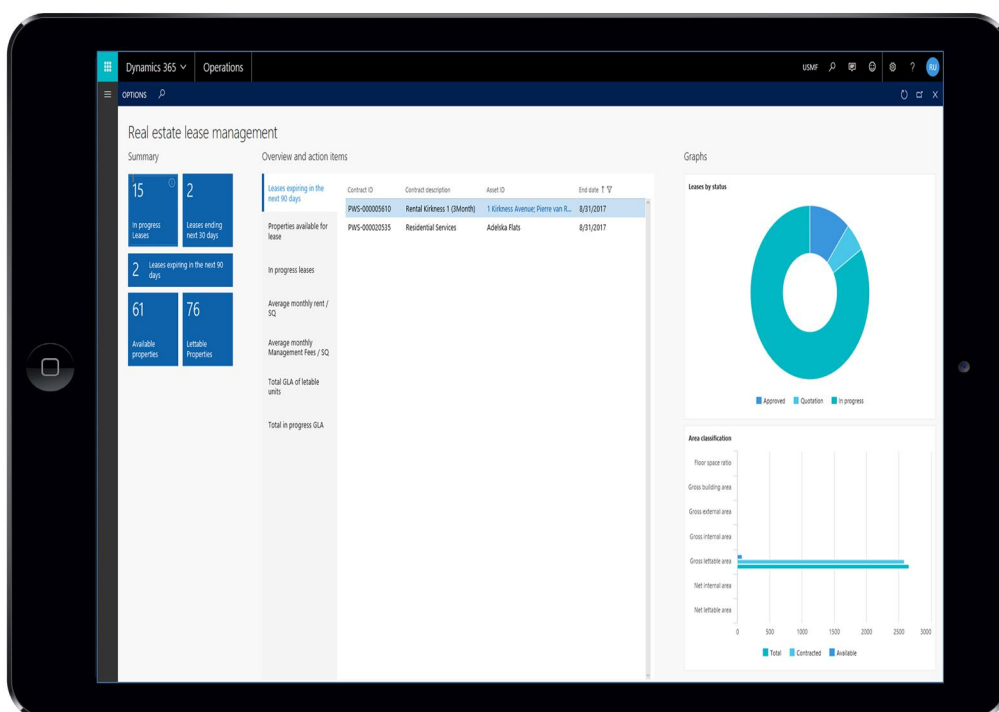 Dynamics 365
Operations
USMF
?
RU
OPTIONS
Real estate lease management
Summary
15
In progress
Leases
2
Leases ending
next 30 days
2
Leases expiring in the next 90
days
61
Available
properties
76
Lettable
Properties
Overview and action items
Leases expiring in the
next 90 days
Properties available for
lease
In progress leases
Average monthly rent /
SQ
Average monthly
Management Fees / SQ
Total GLA of letable
units
Total in progress GLA
Contract ID Contract description Asset ID End date
PWS-000005610 Rental Kirkness 1 (3Month) 1 Kirkness Avenue; Pierre van R... 8/31/2017
PWS-000020535 Residential Services Adelska Flats 8/31/2017
Graphs
Leases by status
Approved Quotation In progress
Area classification
Floor space ratio
Gross building area
Gross external area
Gross internal area
Gross leftable area
Net internal area
Net leftable area
0 500 1000 1500 2000 2500 3000
Total Contracted Available